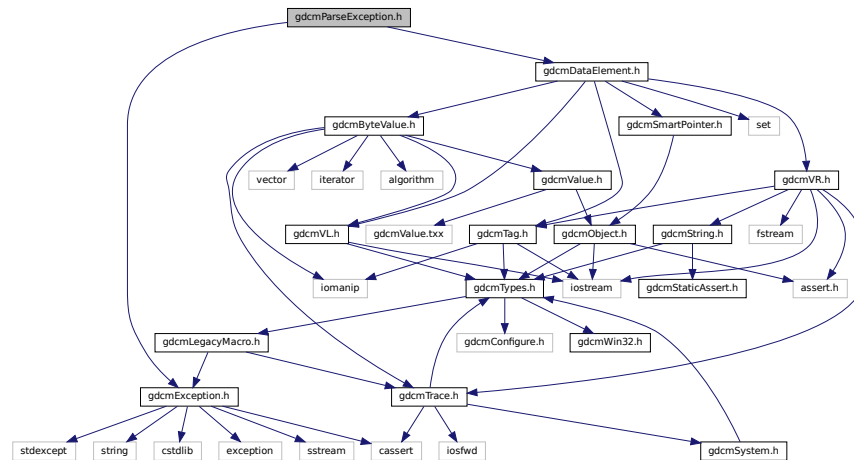 gdcmParseException.h
gdcmDataElement.h
gdcmByteValue.h
gdcmSmartPointer.h
set
vector
iterator
algorithm
gdcmValue.h
gdcmVR.h
gdcmVL.h
gdcmValue.txx
gdcmTag.h
gdcmObject.h
gdcmString.h
fstream
iomanip
gdcmTypes.h
iostream
gdcmStaticAssert.h
assert.h
gdcmLegacyMacro.h
gdcmConfigure.h
gdcmWin32.h
gdcmException.h
gdcmTrace.h
stdexcept
string
cstdlib
exception
sstream
cassert
iosfwd
gdcmSystem.h